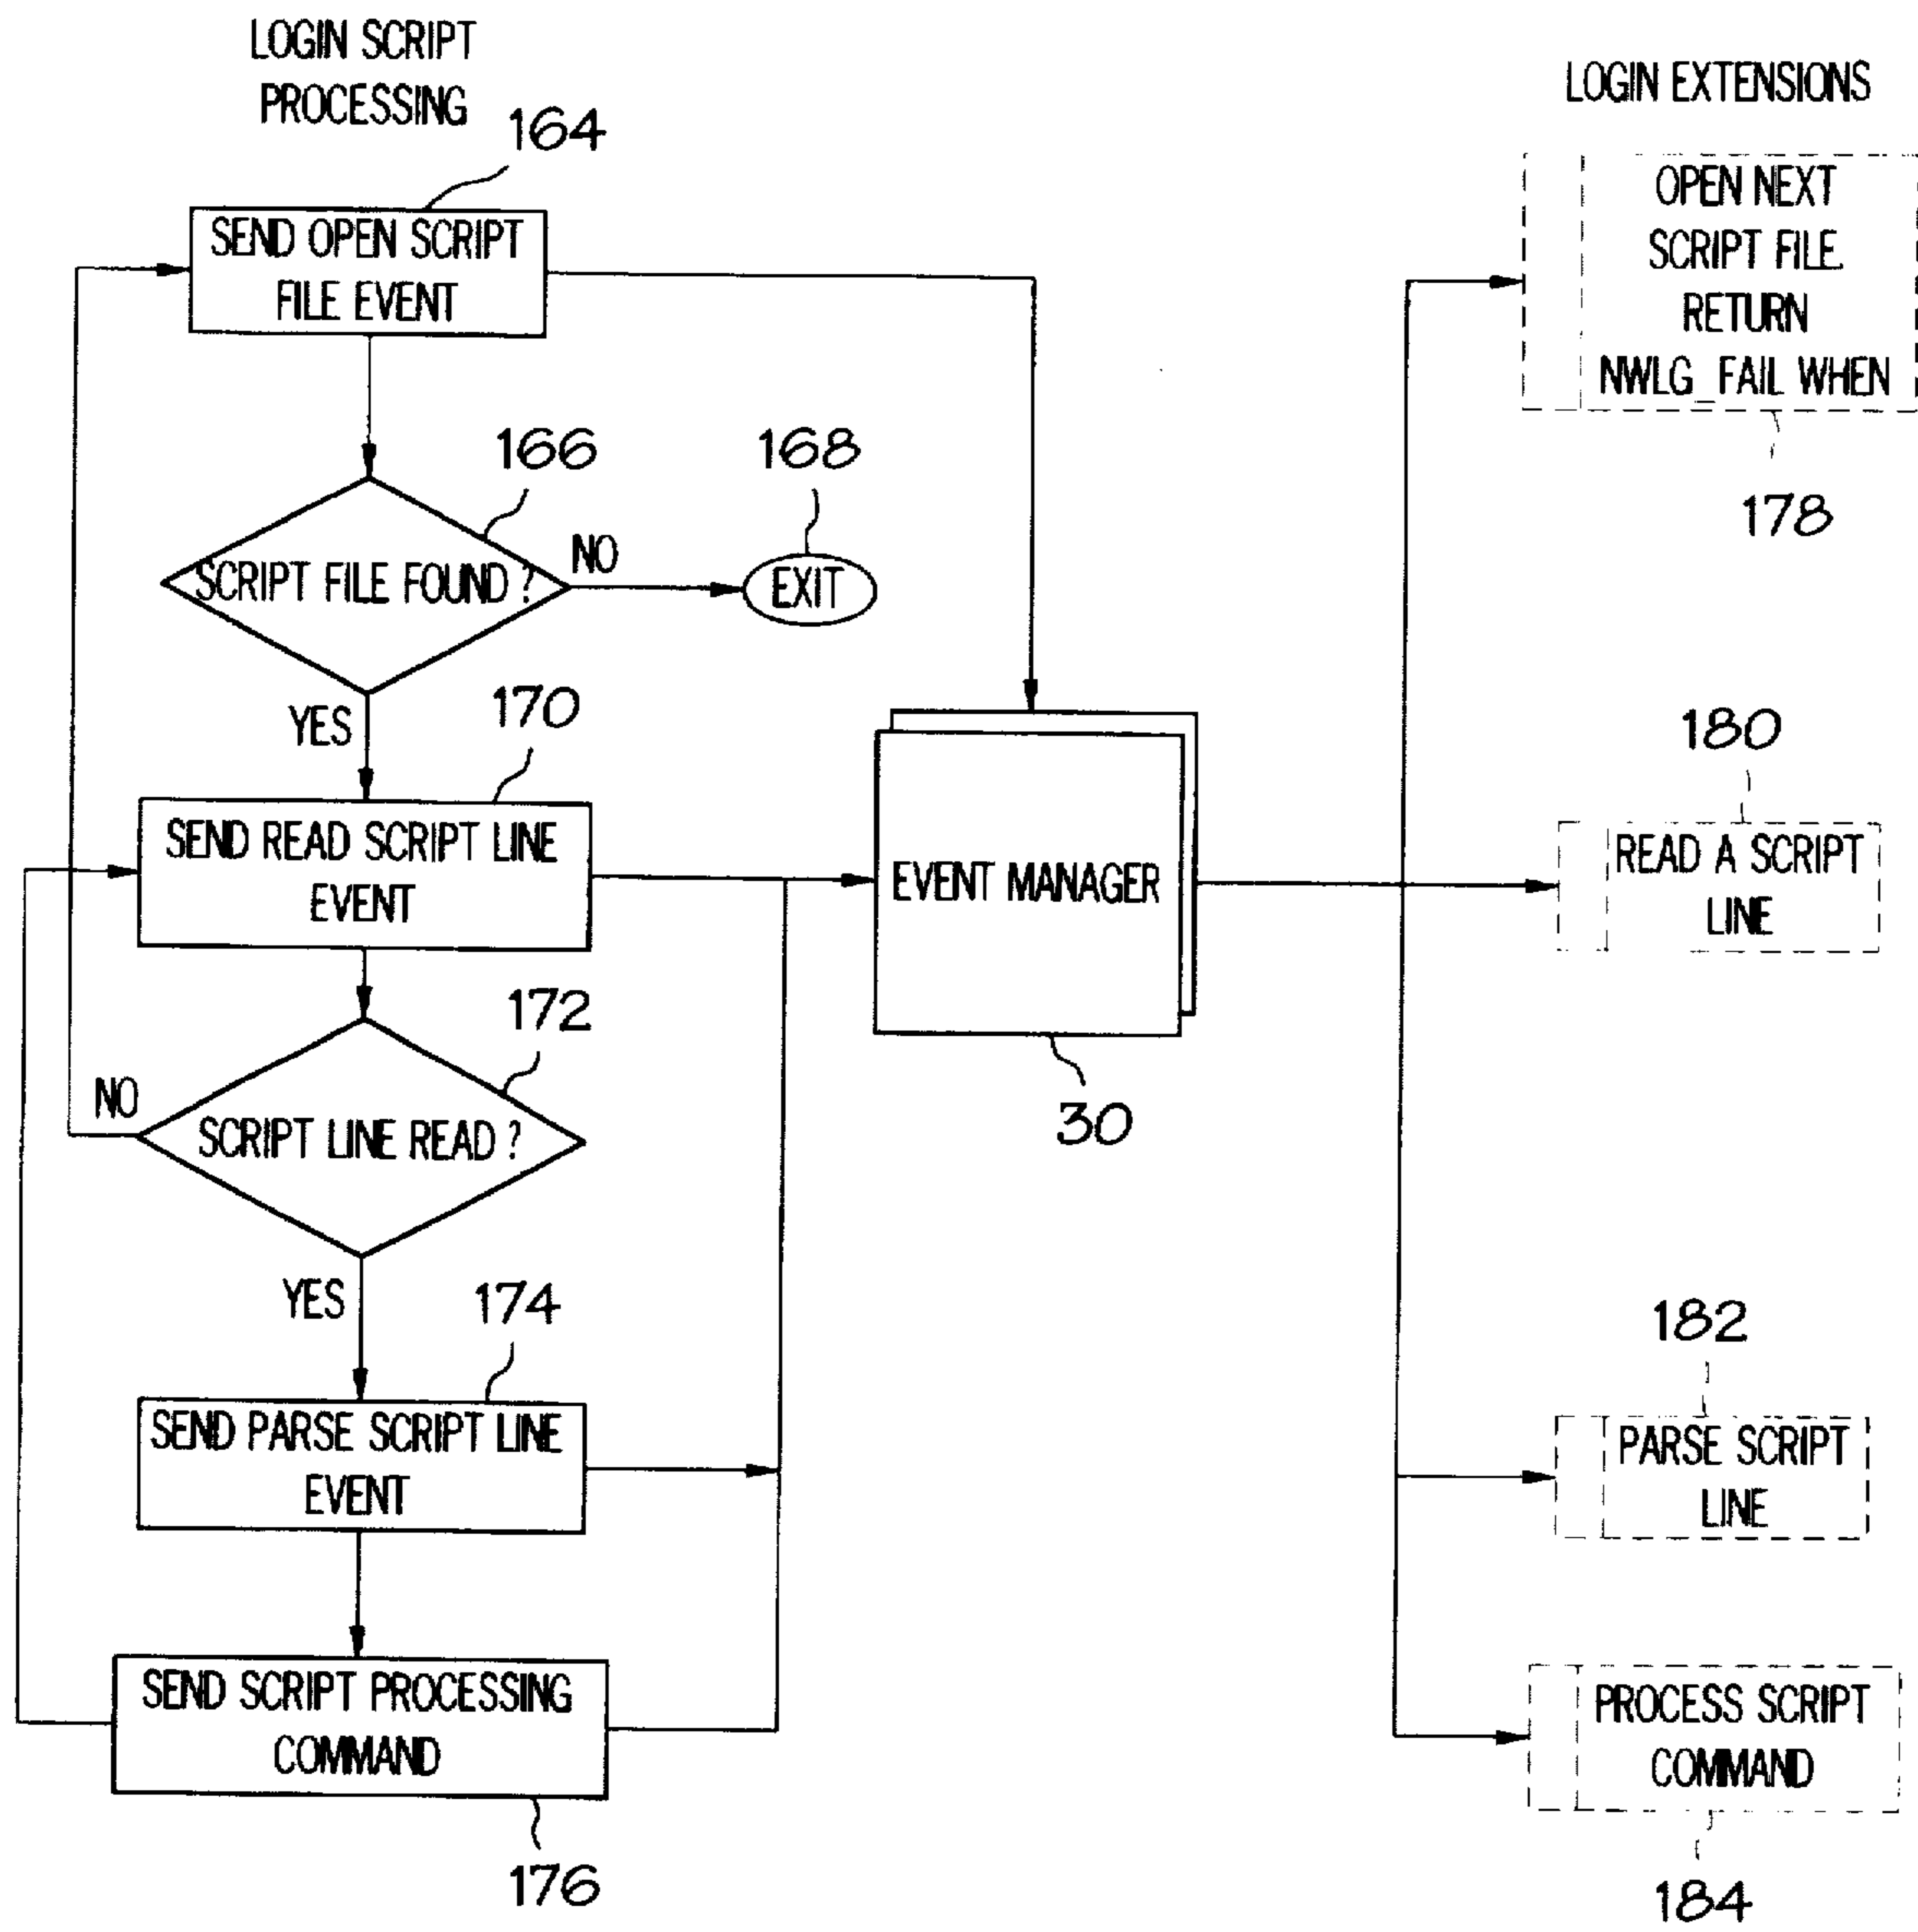 LOGIN SCRIPT
PROCESSING
164
SEND OPEN SCRIPT
FILE EVENT
166
168
SCRIPT FILE FOUND ?
NO
EXIT
YES
170
SEND READ SCRIPT LINE
EVENT
172
NO
SCRIPT LINE READ ?
YES
174
SEND PARSE SCRIPT LINE
EVENT
SEND SCRIPT PROCESSING
COMMAND
176
EVENT MANAGER
30
LOGIN EXTENSIONS
OPEN NEXT
SCRIPT FILE.
RETURN
NWLG_FAIL WHEN
178
180
READ A SCRIPT
LINE
182
PARSE SCRIPT
LINE
PROCESS SCRIPT
COMMAND
184